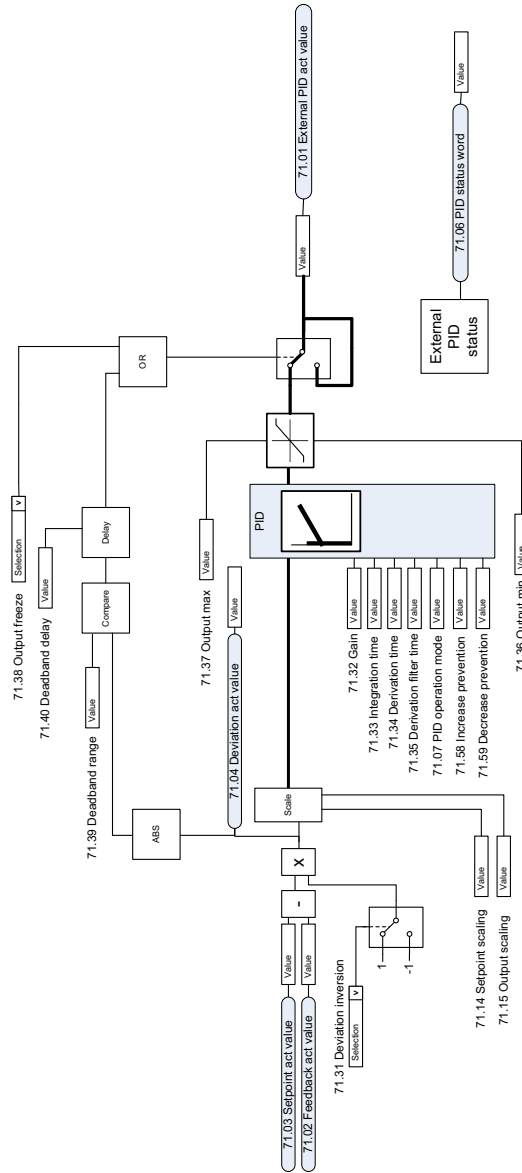 71.38 Output freeze
Selection
v
71.40 Deadband delay
Value
71.39 Deadband range
Value
Compare
Delay
OR
ABS
71.04 Deviation act value
Value
71.37 Output max
Value
71.03 Setpoint act value
Value
71.02 Feedback act value
Value
-
X
Scale
PID
Value
71.01 External PID act value
71.31 Deviation inversion
Selection
v
1
-1
71.14 Setpoint scaling
Value
71.15 Output scaling
Value
71.32 Gain
Value
71.33 Integration time
Value
71.34 Derivation time
Value
71.35 Derivation filter time
Value
71.07 PID operation mode
Value
71.58 Increase prevention
Value
71.59 Decrease prevention
Value
71.36 Output min
Value
External
PID
status
71.06 PID status word
Value